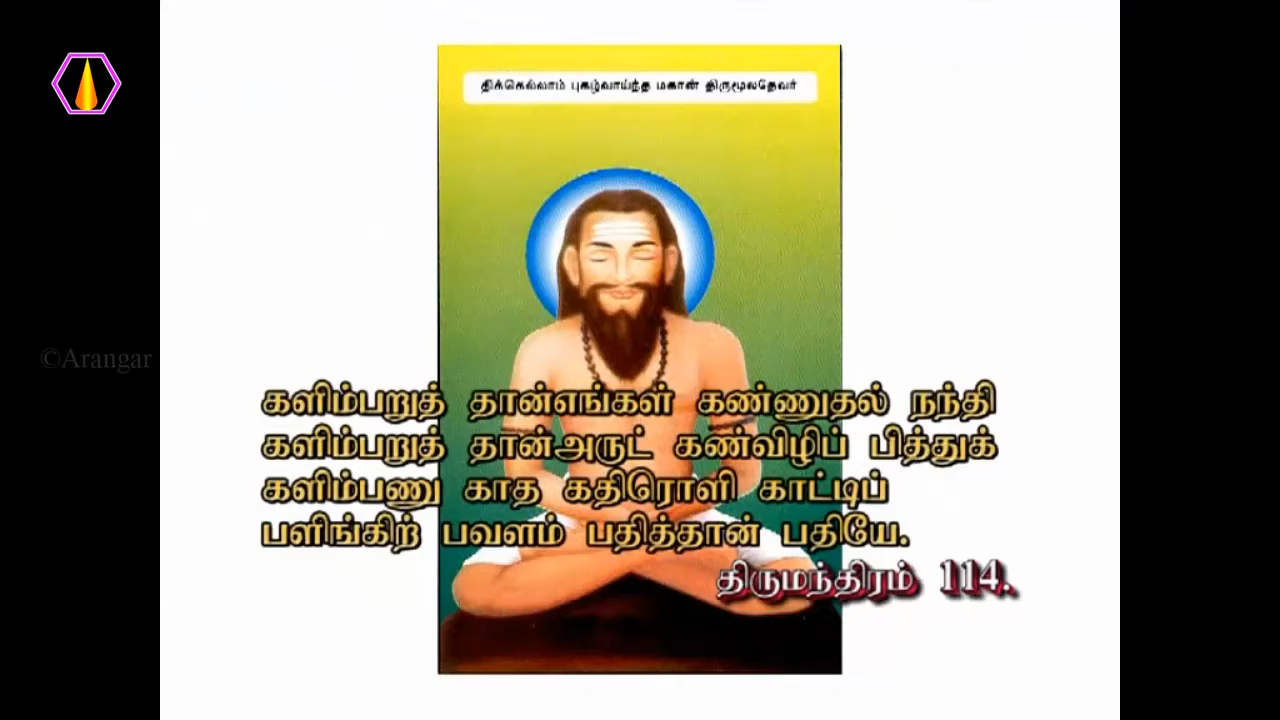 திக்கெல்லாம் புகழ்வாய்ந்த மகான் திருமூலதேவர்
©Arangar
களிம்பறுத் தான்எங்கள் கண்ணுதல் நந்தி
களிம்பறுத் தான்அருட் கண்விழிப் பித்துக்
களிம்பணு காத கதிரொளி காட்டிப்
பளிங்கிற் பவளம் பதித்தான் பதியே.
திருமந்திரம் 114.